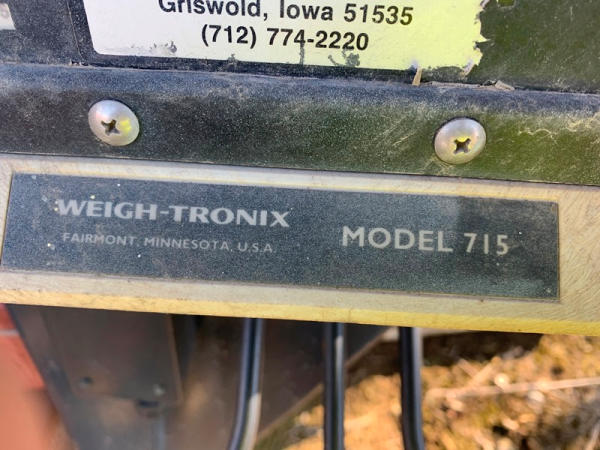 Griswold, Iowa 51535
(712) 774-2220
WEIGH-TRONIX
FAIRMONT, MINNESOTA, U.S.A.
MODEL 715